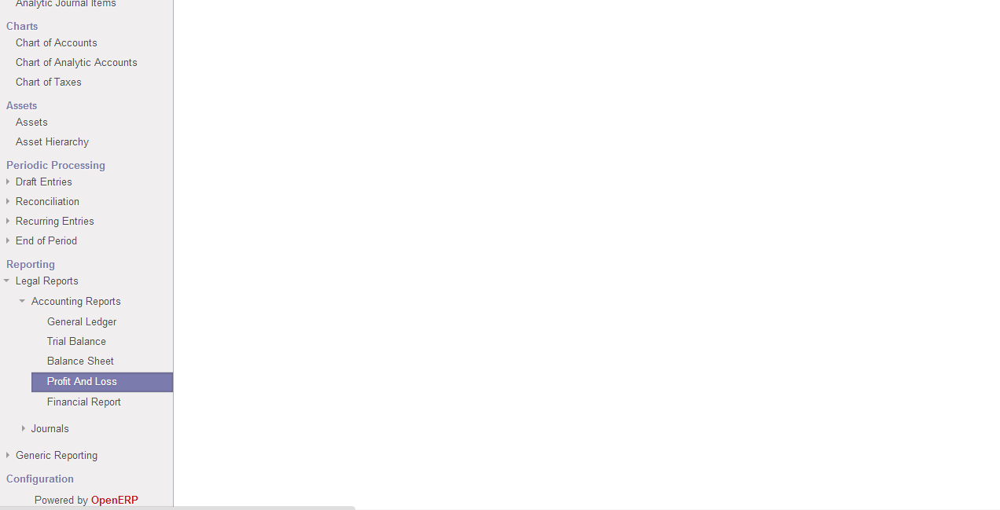 Analytic Journal Items
Charts
Chart of Accounts
Chart of Analytic Accounts
Chart of Taxes
Assets
Assets
Asset Hierarchy
Periodic Processing
Draft Entries
Reconciliation
Recurring Entries
End of Period
Reporting
Legal Reports
Accounting Reports
General Ledger
Trial Balance
Balance Sheet
Profit And Loss
Financial Report
Journals
Generic Reporting
Configuration
Powered by OpenERP